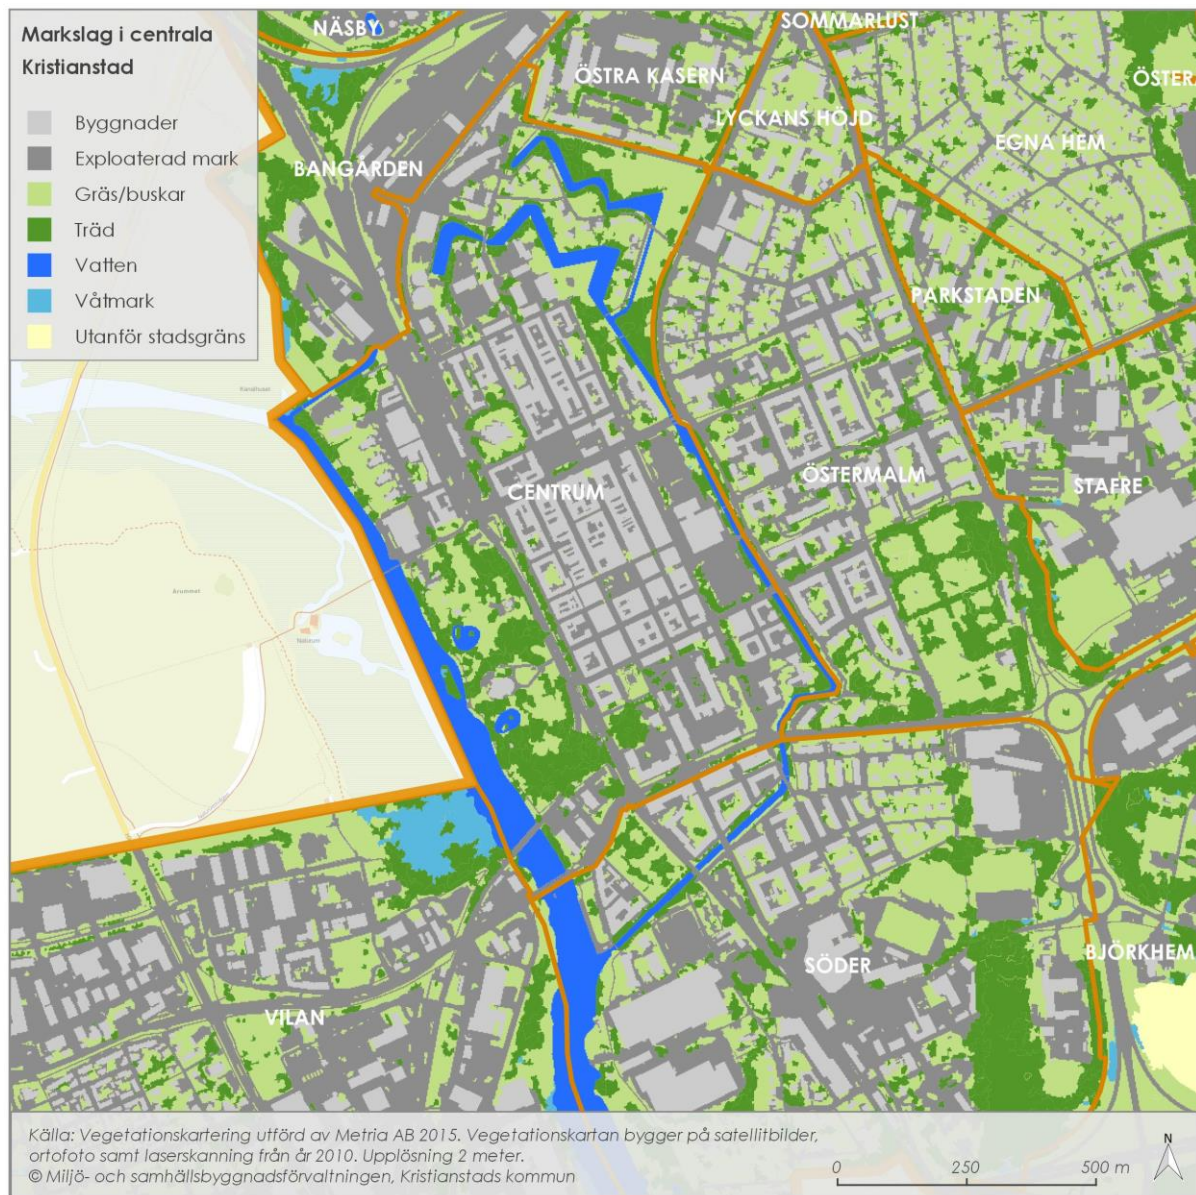 Markslag i centrala
Kristianstad
Byggnader
Exploaterad mark
Gräs/buskar
Träd
Vatten
Våtmark
Utanför stadsgräns
NÄSBY
SOMMARLUST
ÖSTRA KASERN
ÖSTER
LYCKANS HÖJD
EGNA HEM
BANGÅRDEN
PARKSTADEN
ÖSTERMALM
STAFRE
CENTRUM
BJÖRKHEM
SÖDER
VILAN
Källa: Vegetationskartering utförd av Metria AB 2015. Vegetationskartan bygger på satellitbilder,
ortofoto samt laserskanning från år 2010. Upplösning 2 meter.
© Miljö- och samhällsbyggnadsförvaltningen, Kristianstads kommun
0 250 500 m
N